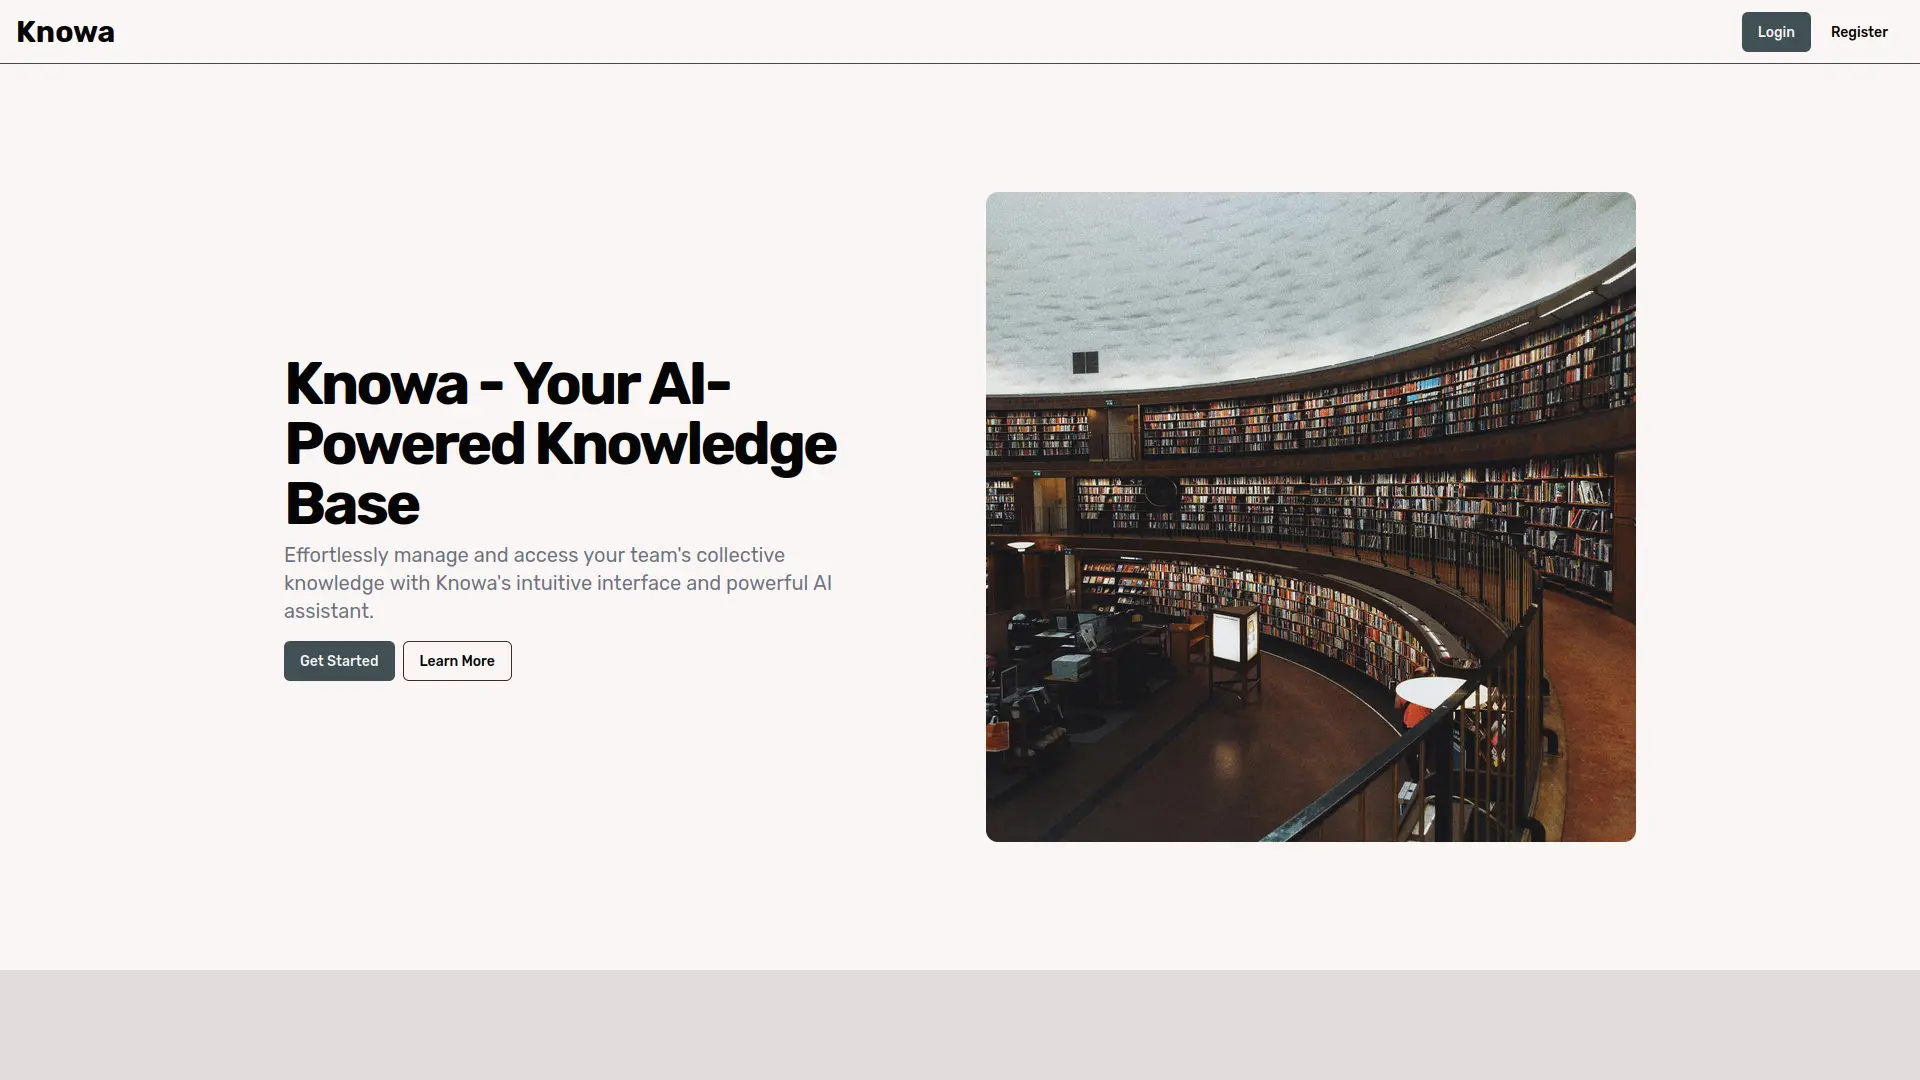 Knowa
Login
Register
Knowa - Your AI-
Powered Knowledge
Base
Effortlessly manage and access your team's collective
knowledge with Knowa's intuitive interface and powerful AI
assistant.
Get Started
Learn More